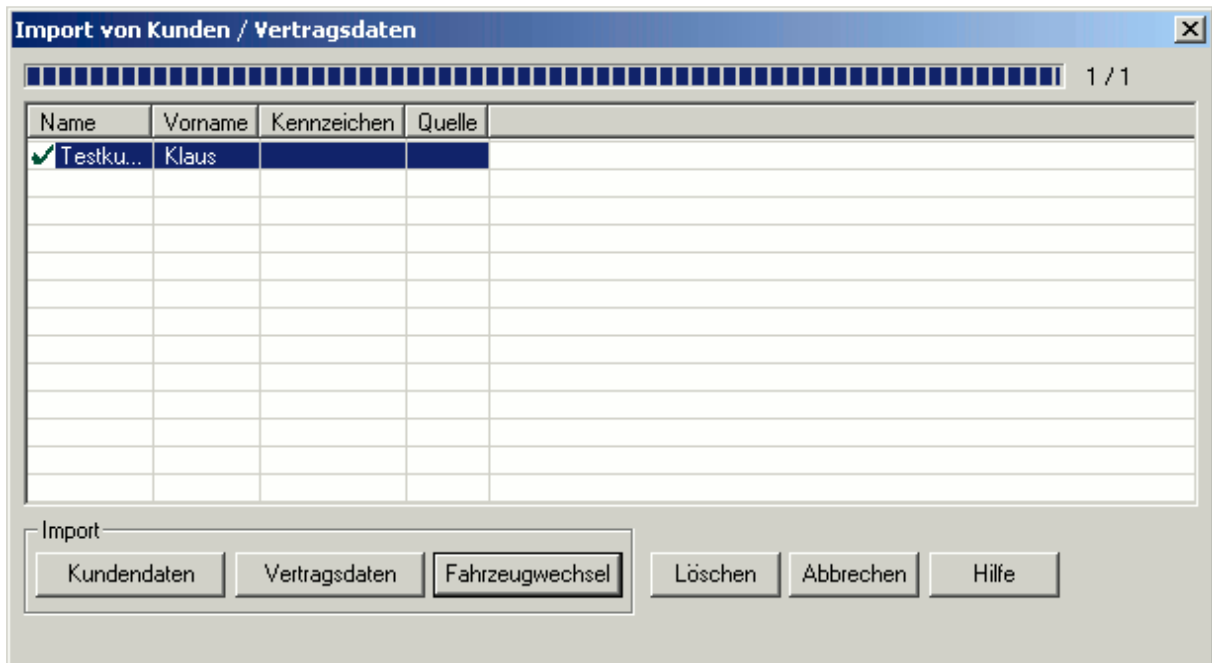 Import von Kunden / Vertragsdaten
1 / 1
Name Vorname Kennzeichen Quelle
Testku... Klaus
Import
Kundendaten Vertragsdaten Fahrzeugwechsel Löschen Abbrechen Hilfe